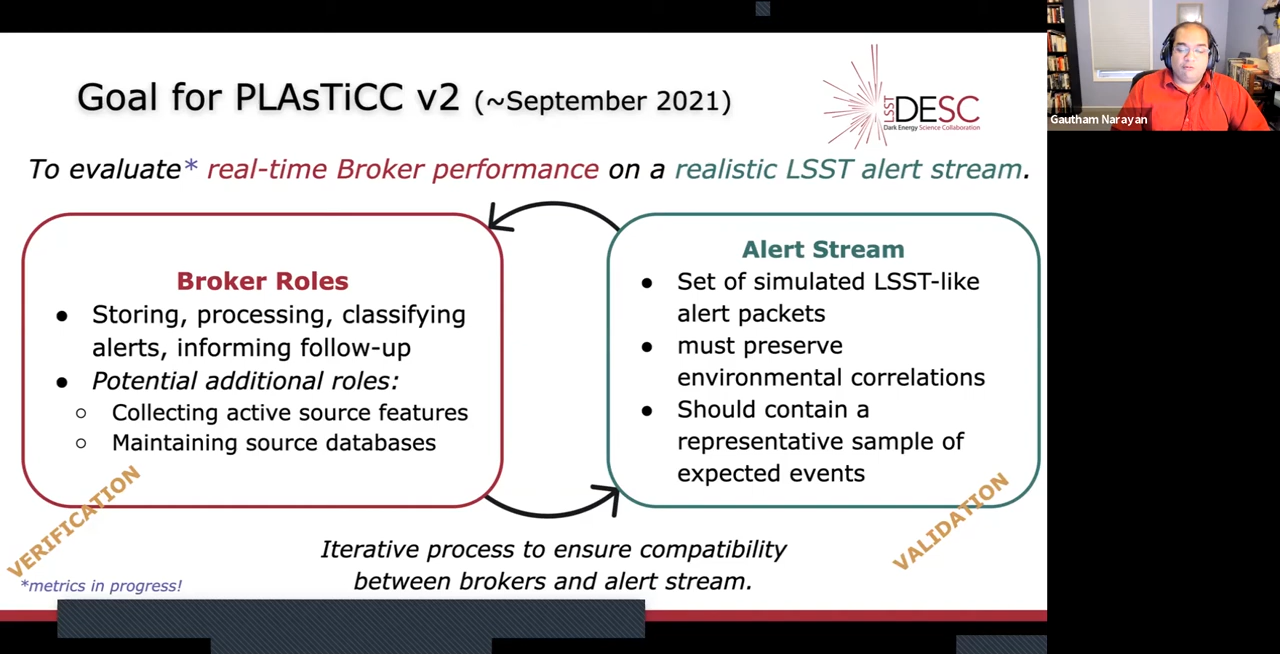 Goal for PLAsTiCC v2 (~September 2021)
LSST
DESC
Dark Energy Science Collaboration
Gautham Narayan
To evaluate* real-time Broker performance on a realistic LSST alert stream.
Broker Roles
● Storing, processing, classifying
alerts, informing follow-up
● Potential additional roles:
○ Collecting active source features
○ Maintaining source databases
VERIFICATION
Alert Stream
● Set of simulated LSST-like
alert packets
● must preserve
environmental correlations
● Should contain a
representative sample of
expected events
VALIDATION
Iterative process to ensure compatibility
between brokers and alert stream.
*metrics in progress!